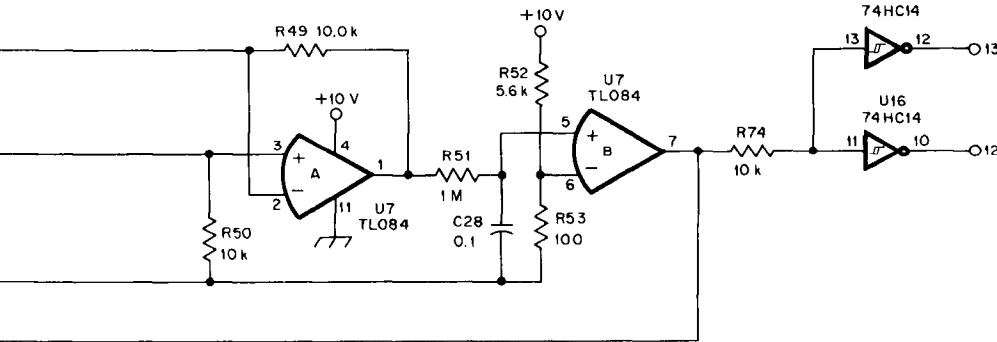 74HC14
+10V
R49 10.0k
13
12
13
R52
5.6k
U7
TL084
+10V
U16
74HC14
3
+
4
A
1
R51
1M
5
+
B
7
R74
10k
11
10
12
−
2
11
U7
TL084
−
6
R50
10k
C28
0.1
R53
100